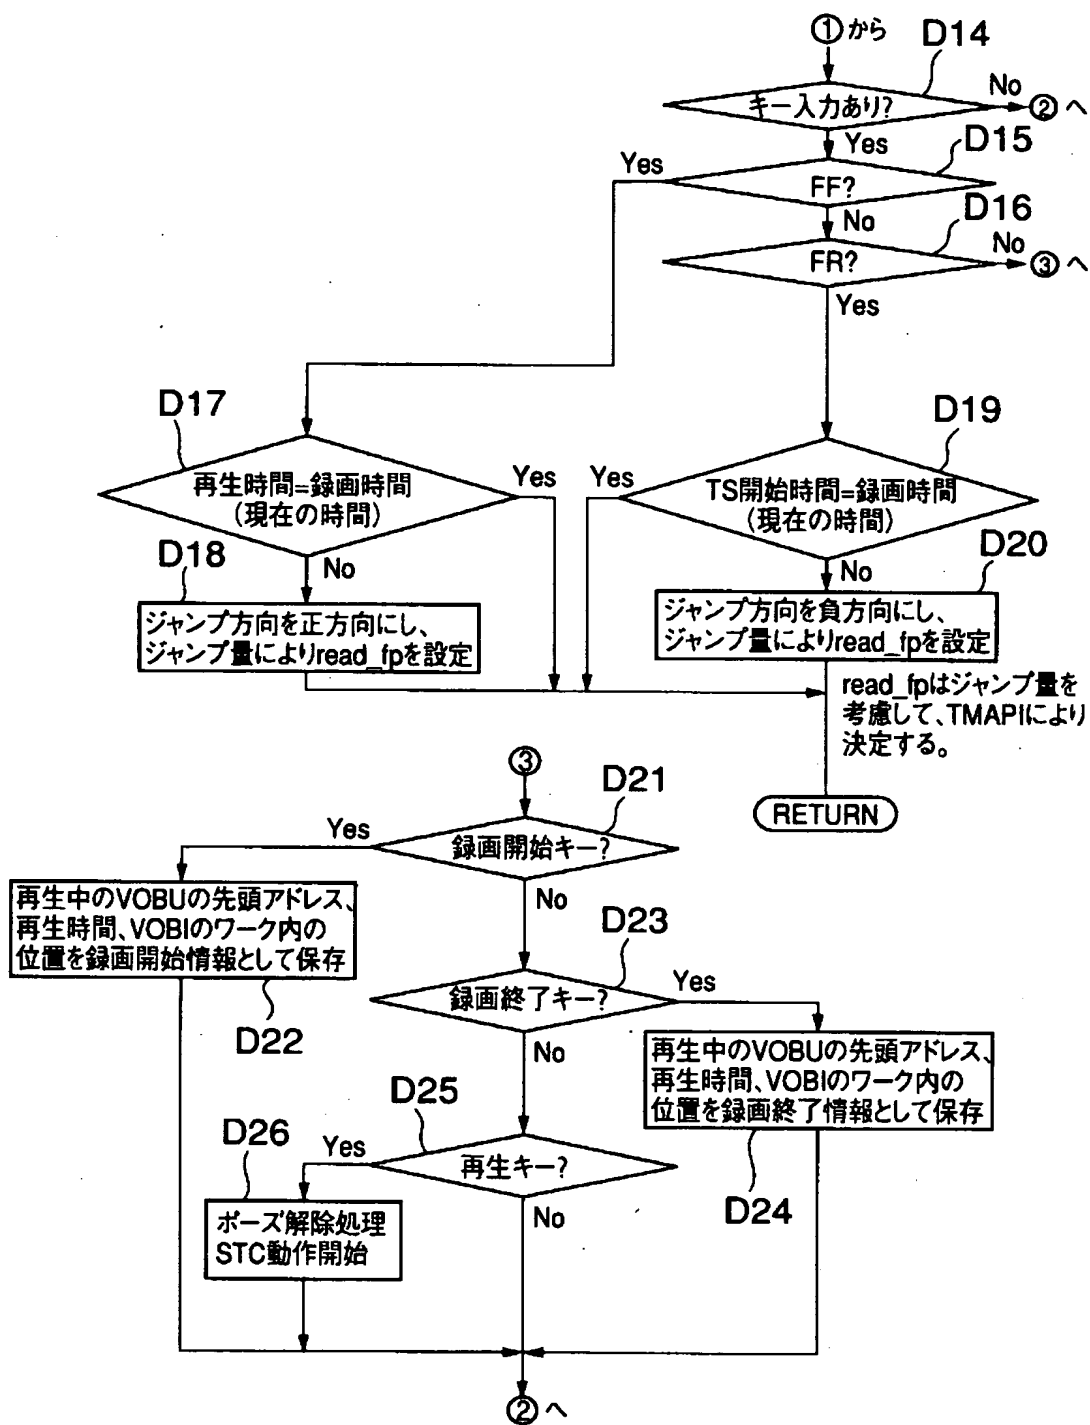 ①から
D14
キー入力あり?
No
②へ
Yes
D15
Yes
FF?
No
D16
FR?
No
③へ
Yes
D17
再生時間=録画時間
(現在の時間)
Yes
D18
No
ジャンプ方向を正方向にし、
ジャンプ量によりread_fpを設定
D19
Yes
TS開始時間=録画時間
(現在の時間)
D20
No
ジャンプ方向を負方向にし、
ジャンプ量によりread_fpを設定
read_fpはジャンプ量を
考慮して、TMAPIにより
決定する。
RETURN
③
D21
Yes
録画開始キー?
No
再生中のVOBUの先頭アドレス、
再生時間、VOBIのワーク内の
位置を録画開始情報として保存
D22
D23
録画終了キー?
Yes
No
再生中のVOBUの先頭アドレス、
再生時間、VOBIのワーク内の
位置を録画終了情報として保存
D24
D25
D26
Yes
再生キー?
No
ポーズ解除処理
STC動作開始
②へ